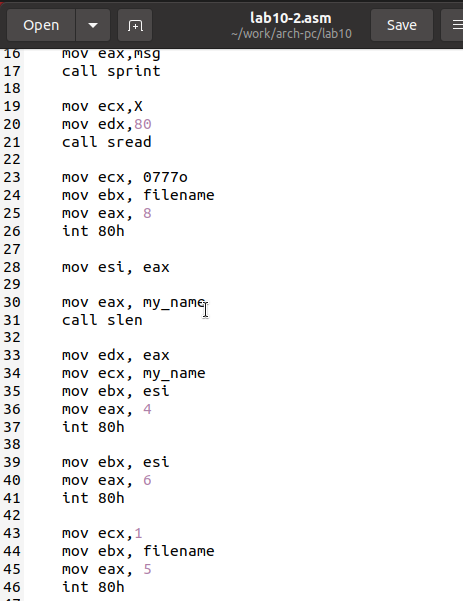 Open
lab10-2.asm
~/work/arch-pc/lab10
Save
16 mov eax,msg
17 call sprint
18
19 mov ecx,X
20 mov edx,80
21 call sread
22
23 mov ecx, 0777o
24 mov ebx, filename
25 mov eax, 8
26 int 80h
27
28 mov esi, eax
29
30 mov eax, my_name
31 call slen
32
33 mov edx, eax
34 mov ecx, my_name
35 mov ebx, esi
36 mov eax, 4
37 int 80h
38
39 mov ebx, esi
40 mov eax, 6
41 int 80h
42
43 mov ecx,1
44 mov ebx, filename
45 mov eax, 5
46 int 80h